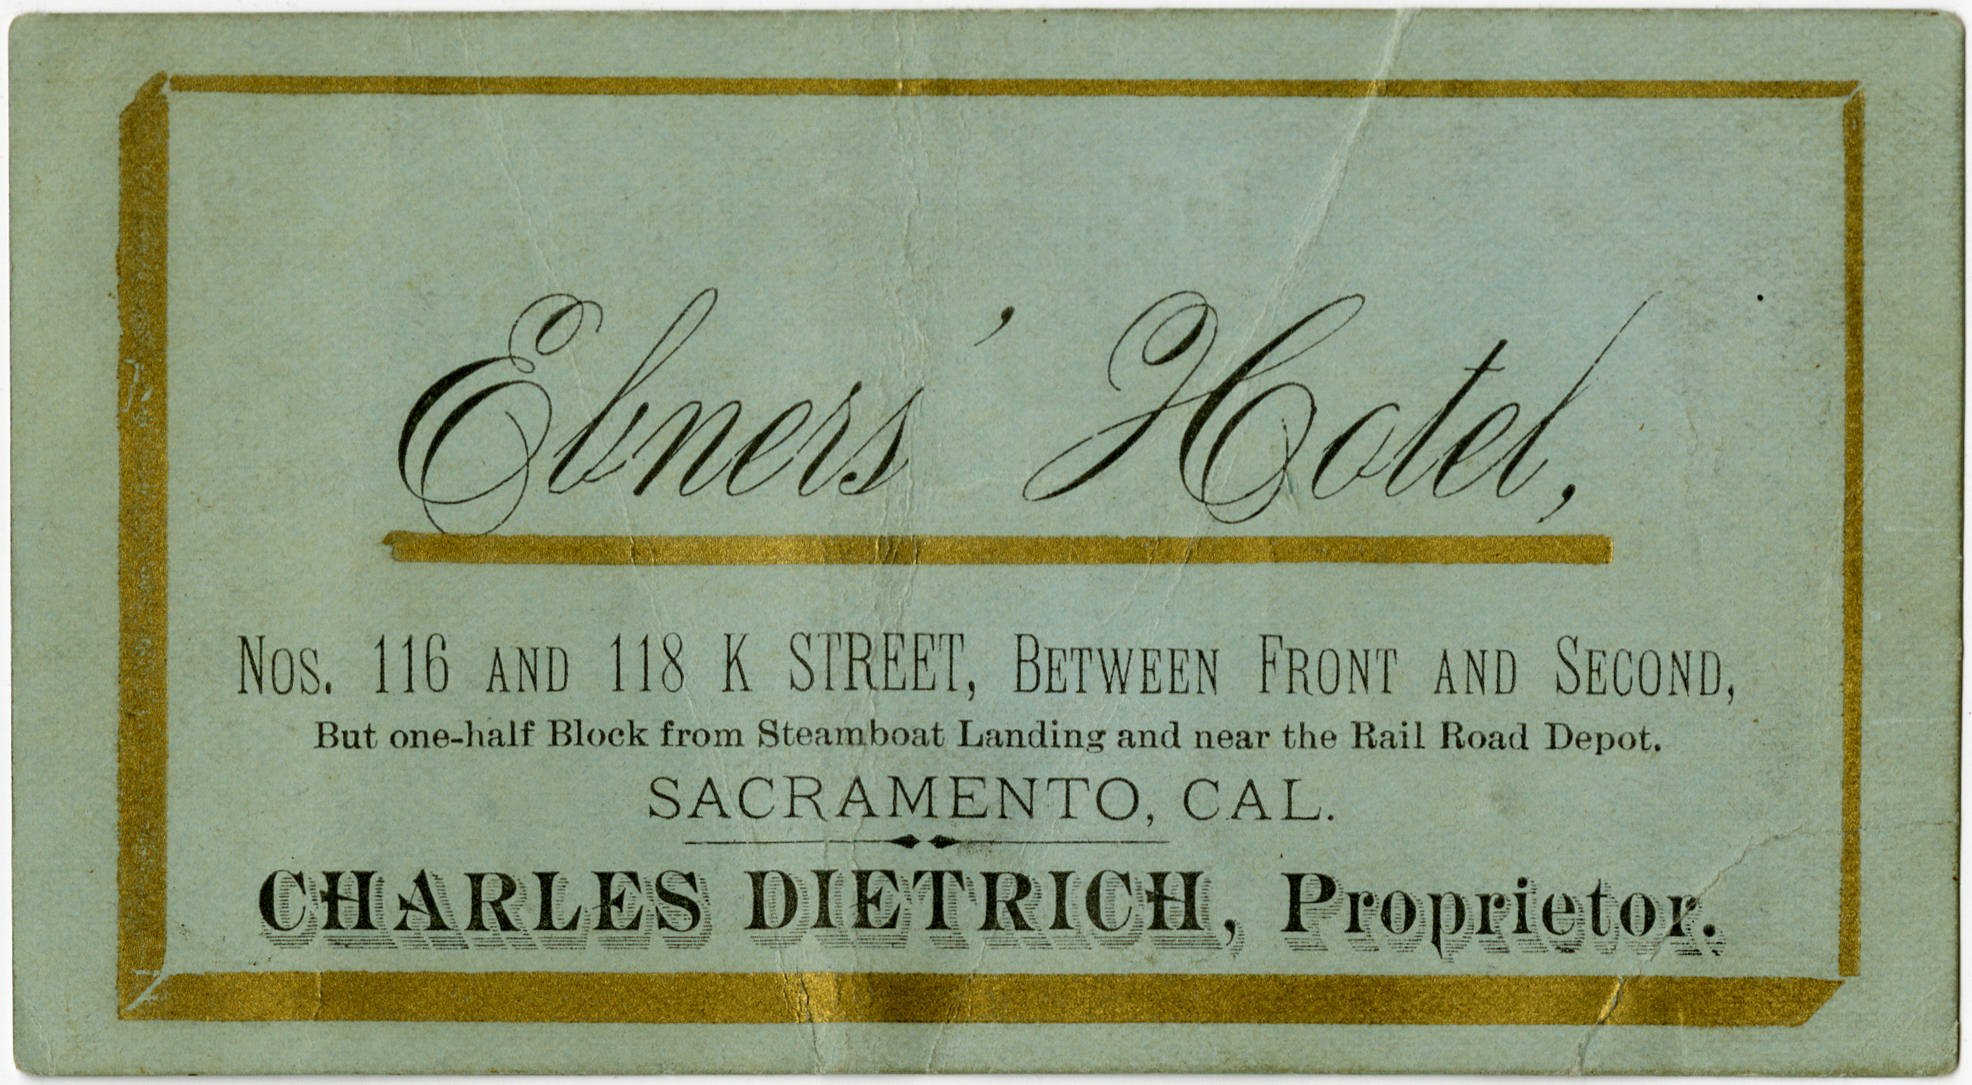 Ebners' Hotel,
Nos. 116 and 118 K STREET, Between Front and Second,
But one-half Block from Steamboat Landing and near the Rail Road Depot.
SACRAMENTO, CAL.
CHARLES DIETRICH, Proprietor.